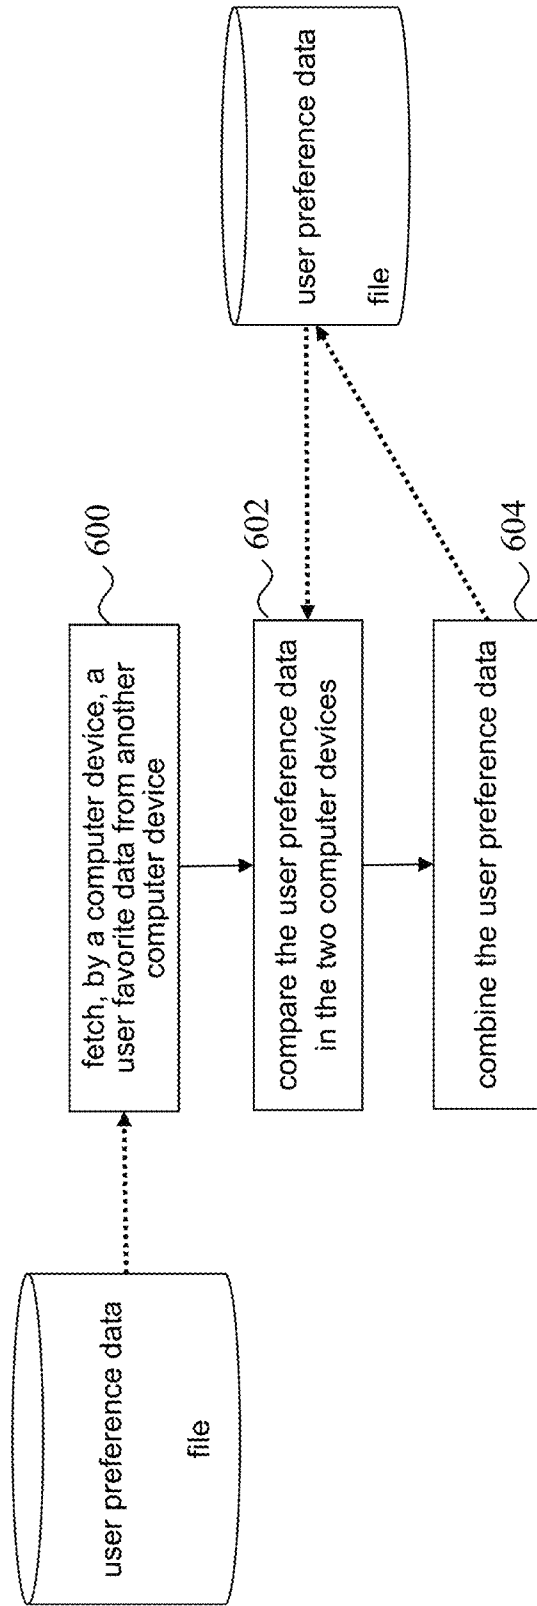 user preference data
file
fetch, by a computer device, a
user favorite data from another
computer device
600
compare the user preference data
in the two computer devices
602
combine the user preference data
604
user preference data
file